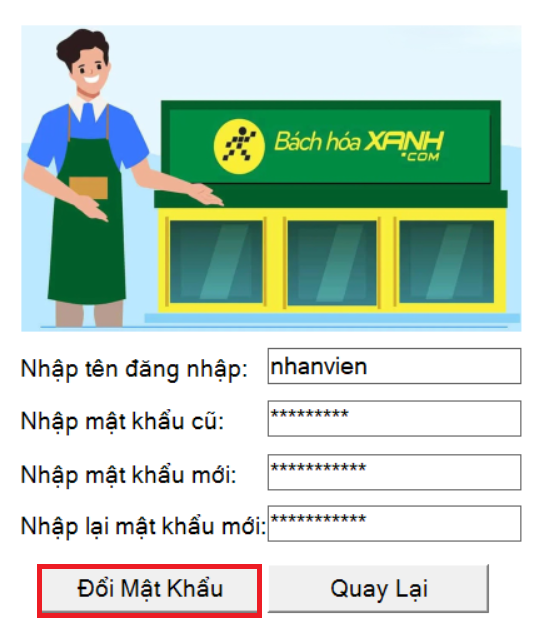 Bách hóa XANH
.COM
Nhập tên đăng nhập: nhanvien
Nhập mật khẩu cũ: *********
Nhập mật khẩu mới: ***********
Nhập lại mật khẩu mới: ***********
Đổi Mật Khẩu Quay Lại